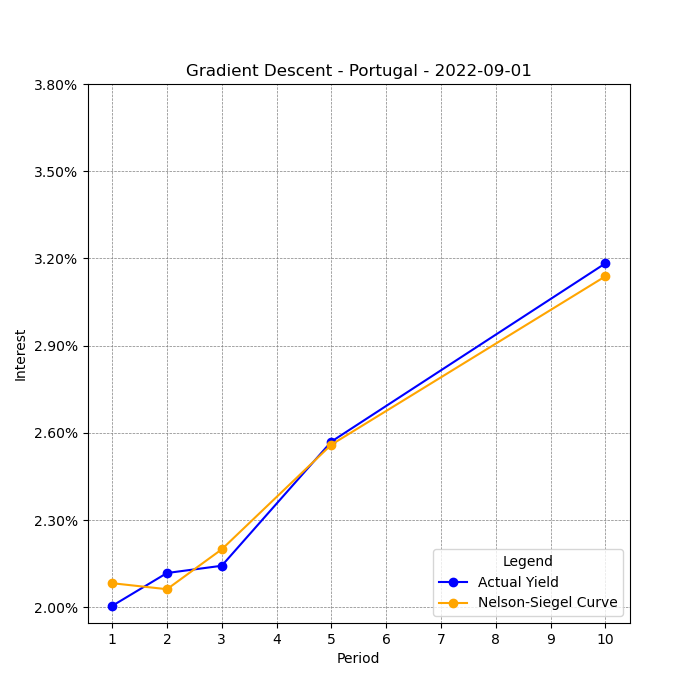 Gradient Descent - Portugal - 2022-09-01
3.80%
3.50%
3.20%
2.90%
2.60%
2.30%
2.00%
Interest
Legend
Actual Yield
Nelson-Siegel Curve
1 2 3 4 5 6 7 8 9 10
Period